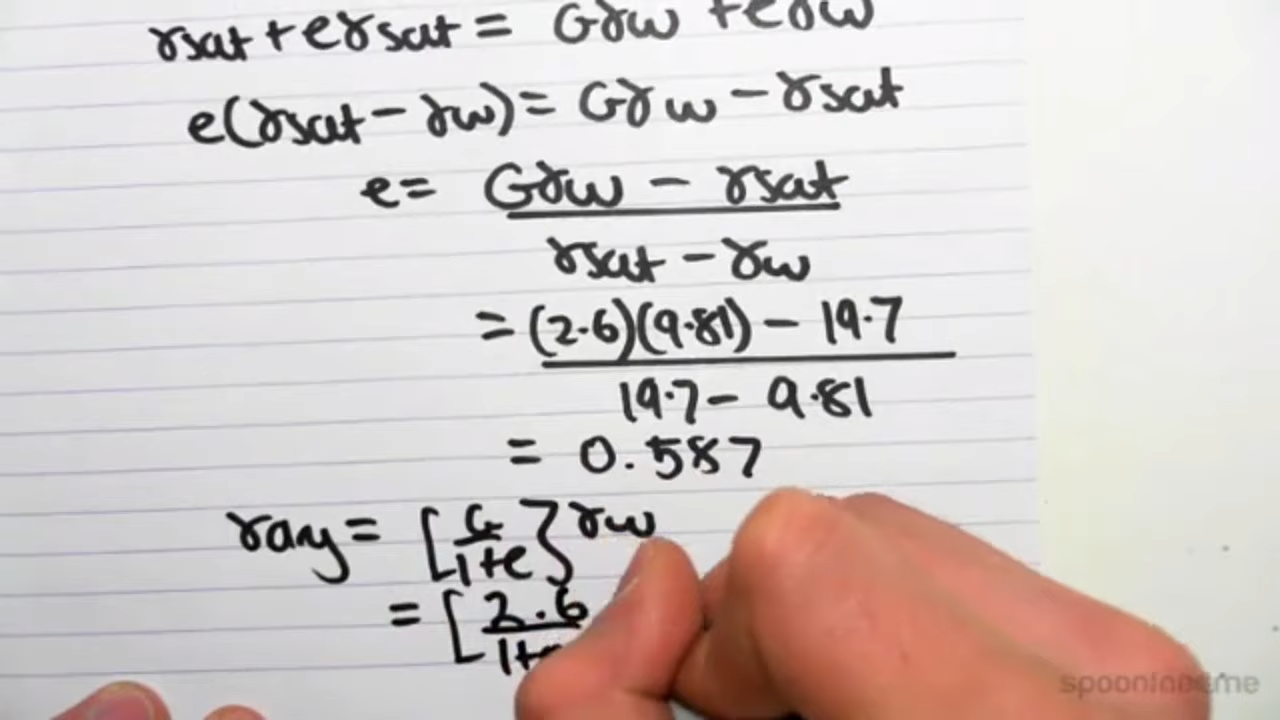 γsat + eγsat = Gγw + eγw
e(γsat - γw) = Gγw - γsat
e = Gγw - γsat
γsat - γw
= (2.6)(9.81) - 19.7
19.7 - 9.81
= 0.587
γdry = [G
1+e]γw
= [2.6
1+